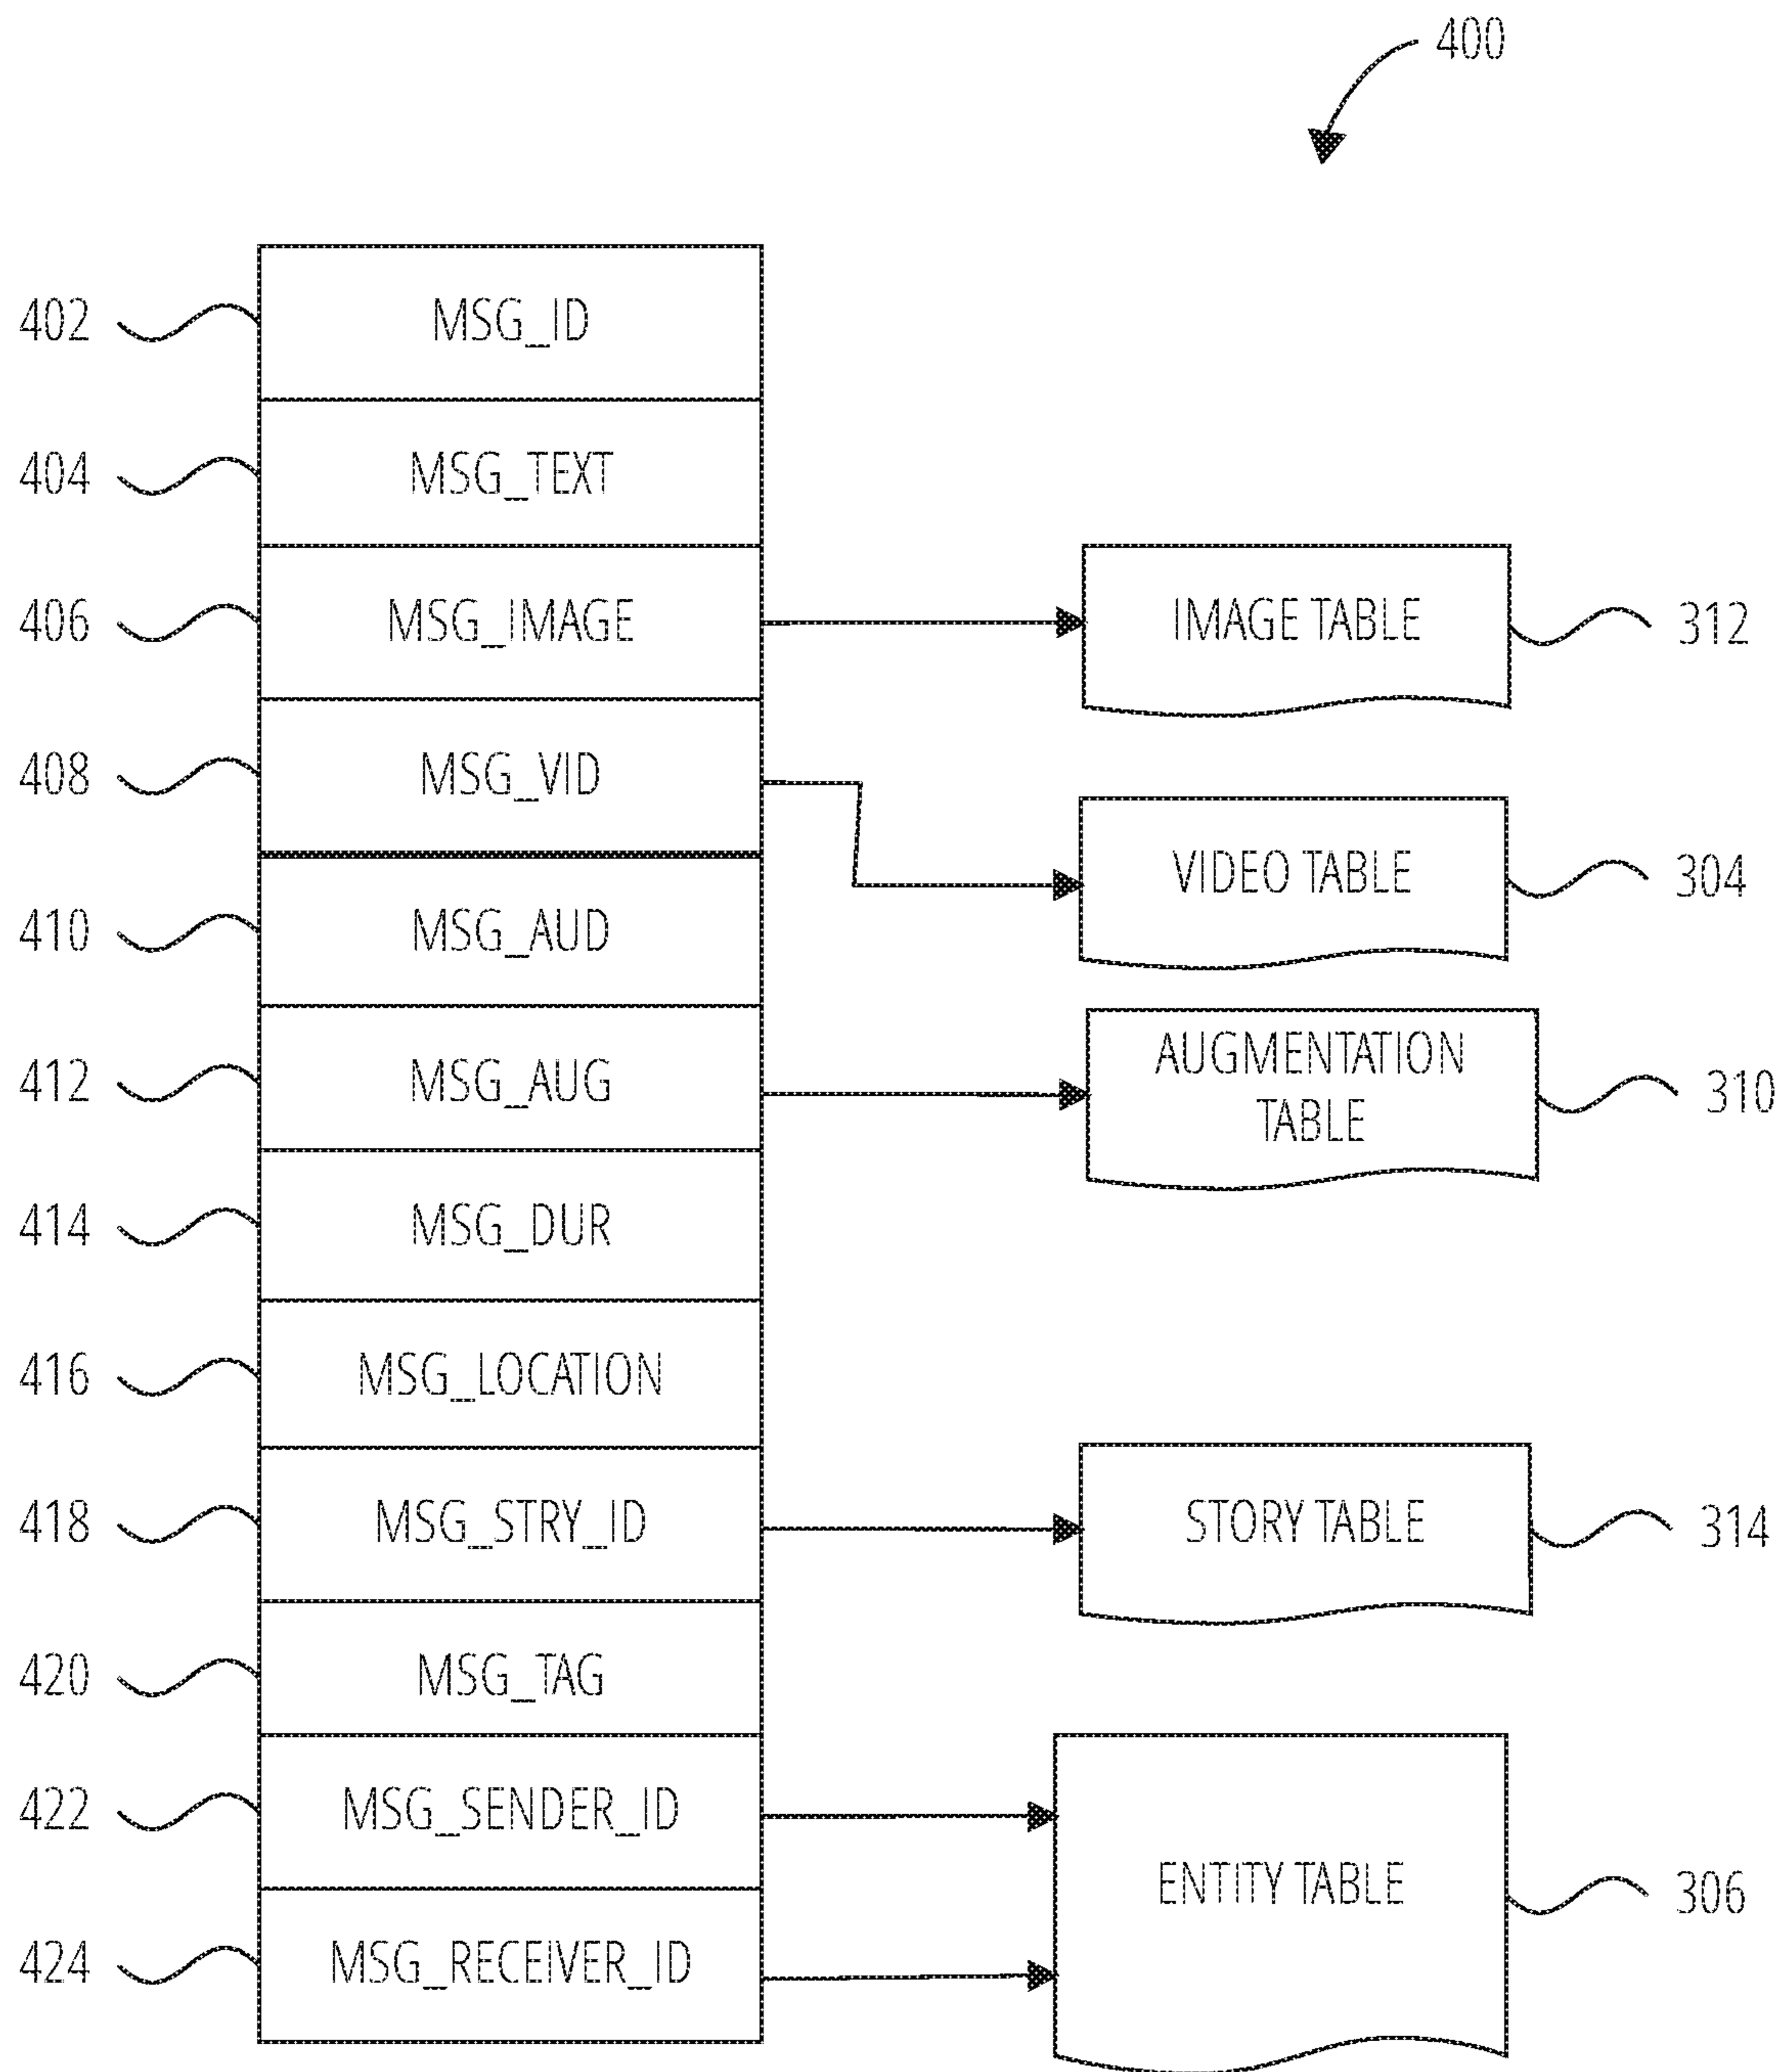 400
402 MSG_ID
404 MSG_TEXT
406 MSG_IMAGE IMAGE TABLE 312
408 MSG_VID
VIDEO TABLE 304
410 MSG_AUD
412 MSG_AUG AUGMENTATION TABLE 310
414 MSG_DUR
416 MSG_LOCATION
418 MSG_STRY_ID STORY TABLE 314
420 MSG_TAG
422 MSG_SENDER_ID
ENTITY TABLE 306
424 MSG_RECEIVER_ID